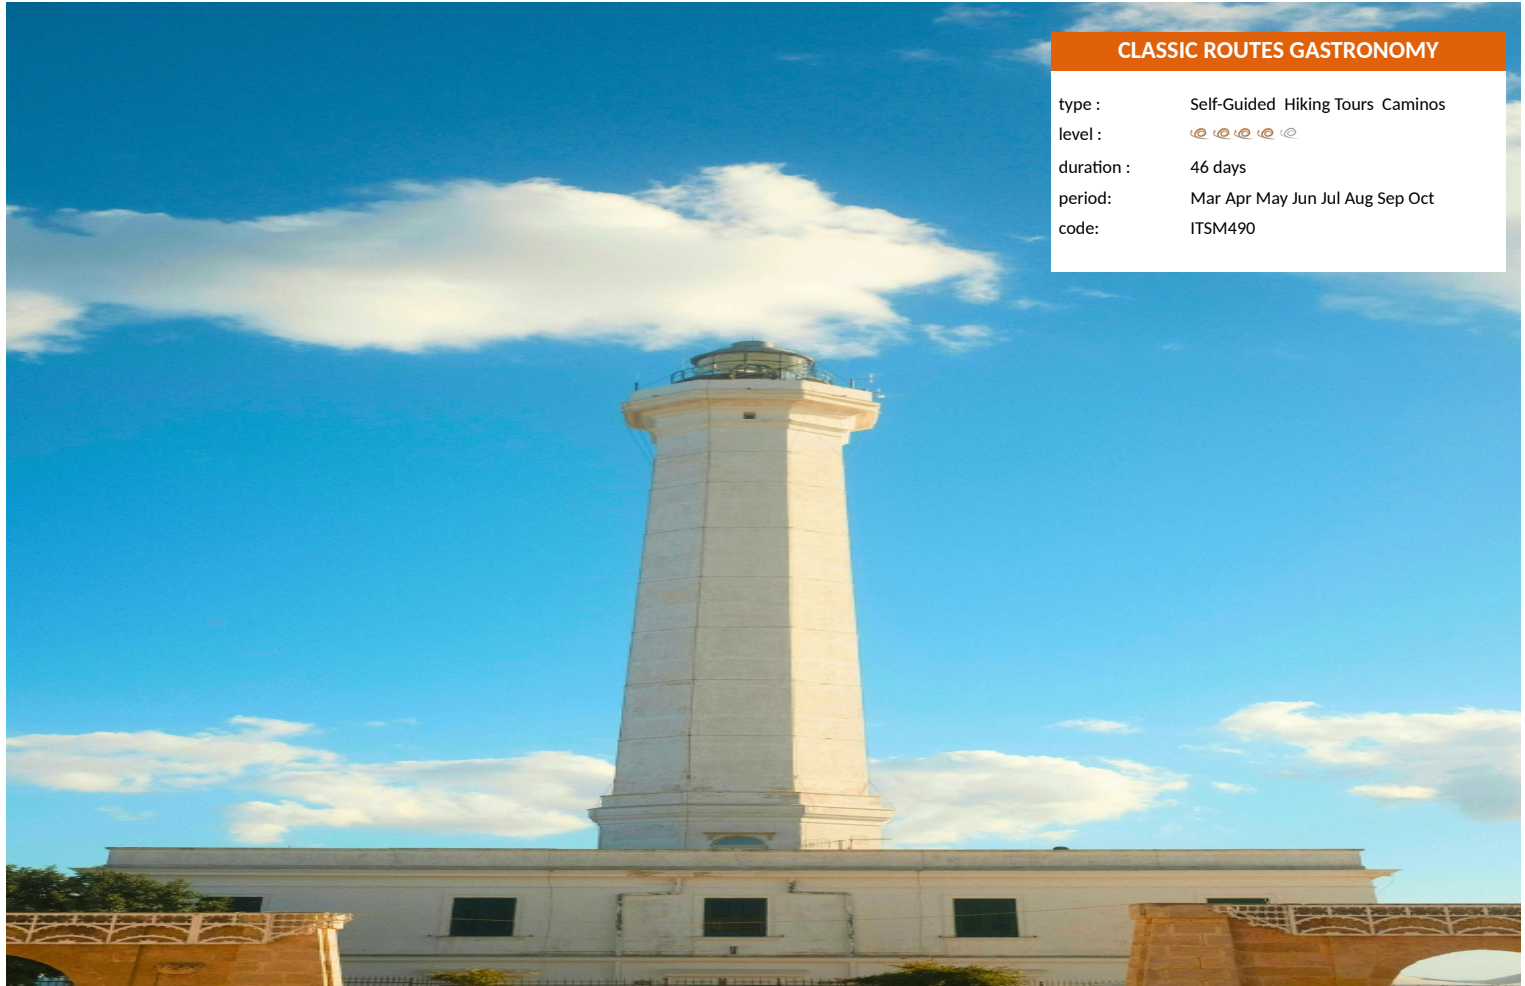 CLASSIC ROUTES GASTRONOMY
type : Self-Guided Hiking Tours Caminos
level :
duration : 46 days
period: Mar Apr May Jun Jul Aug Sep Oct
code: ITSM490